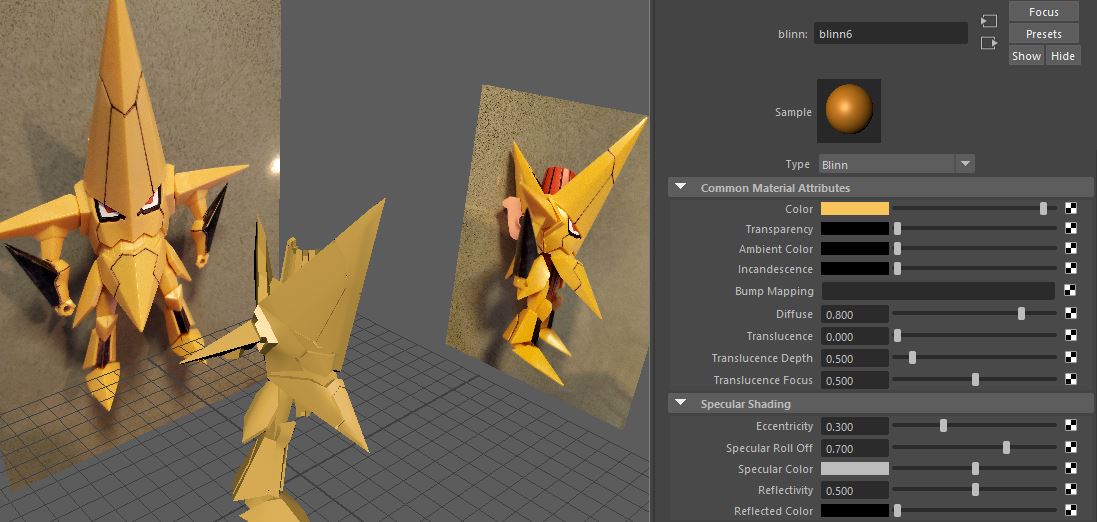 Focus
blinn: blinn6
Presets
Show Hide
Sample
Type Blinn
Common Material Attributes
Color
Transparency
Ambient Color
Incandescence
Bump Mapping
Diffuse 0.800
Translucence 0.000
Translucence Depth 0.500
Translucence Focus 0.500
Specular Shading
Eccentricity 0.300
Specular Roll Off 0.700
Specular Color
Reflectivity 0.500
Reflected Color